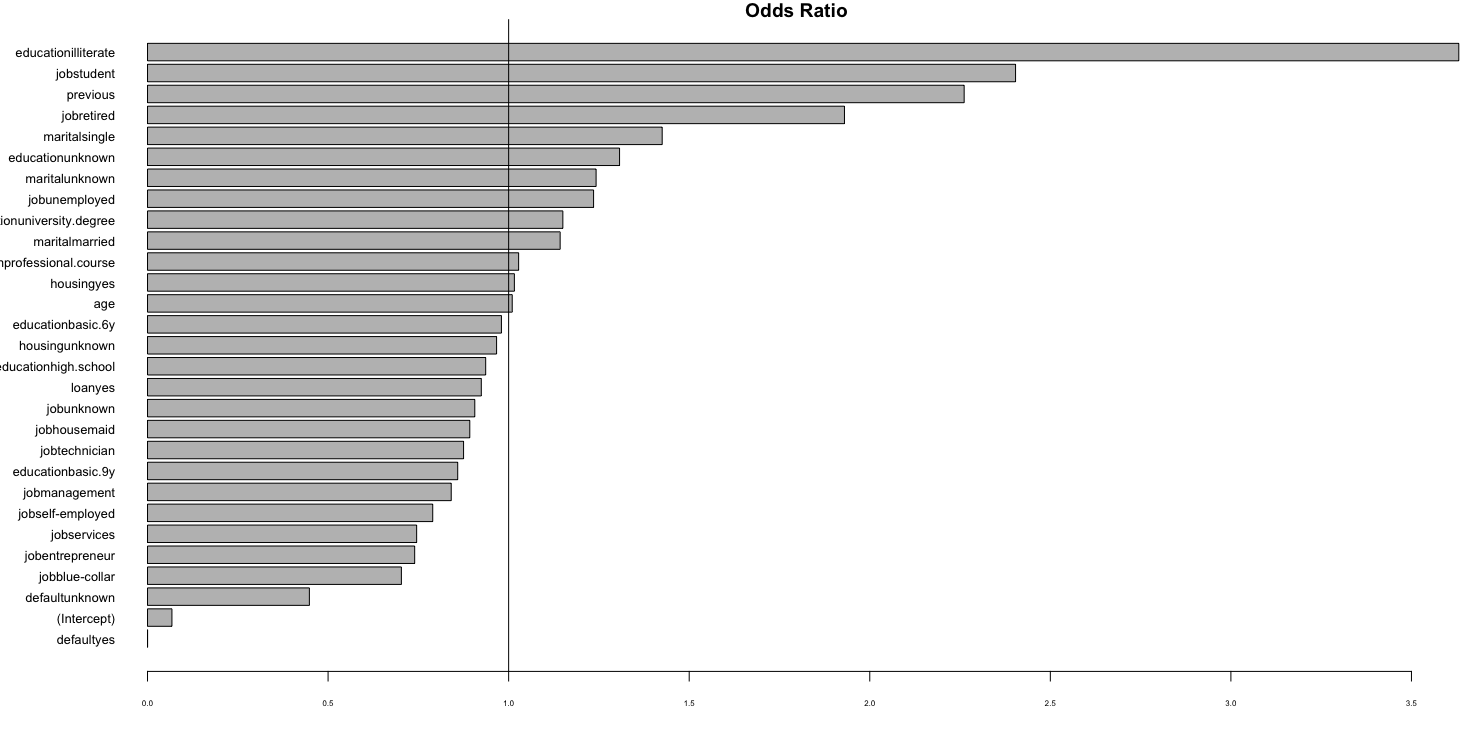 Odds Ratio
educationilliterate
jobstudent
previous
jobretired
maritalsingle
educationunknown
maritalunknown
jobunemployed
ionuniversity.degree
maritalmarried
professional.course
housingyes
age
educationbasic.6y
housingunknown
educationhigh.school
loanyes
jobunknown
jobhousemaid
jobtechnician
educationbasic.9y
jobmanagement
jobself-employed
jobservices
jobentrepreneur
jobblue-collar
defaultunknown
(Intercept)
defaultyes
0.0 0.5 1.0 1.5 2.0 2.5 3.0 3.5